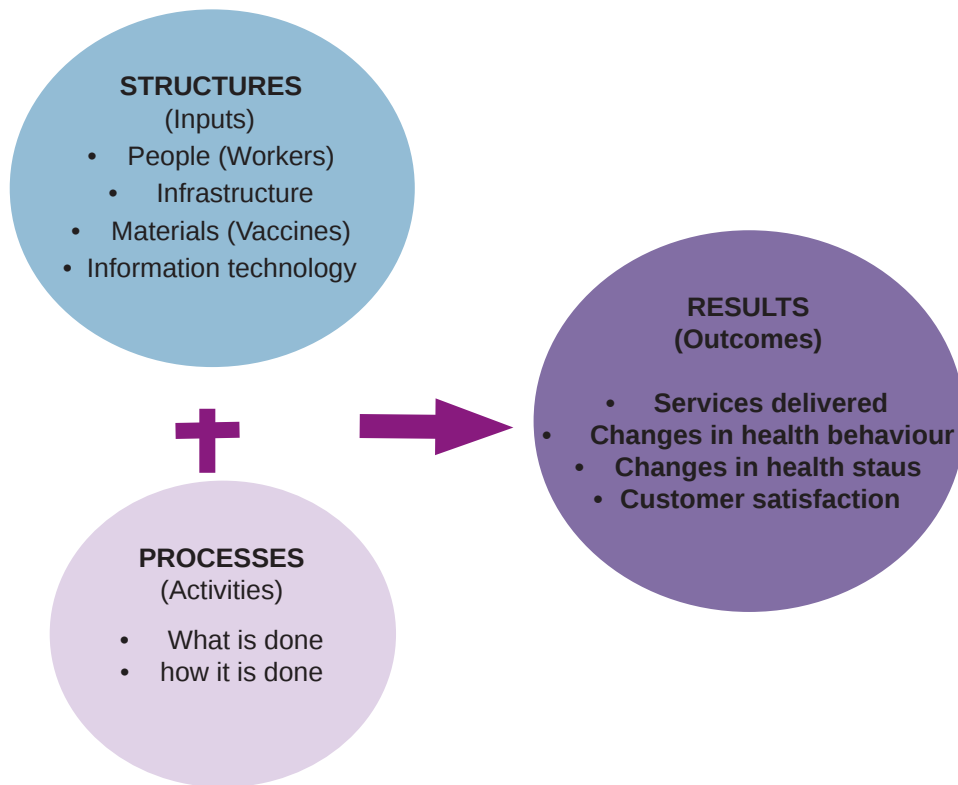 STRUCTURES
(Inputs)
• People (Workers)
• Infrastructure
• Materials (Vaccines)
• Information technology
PROCESSES
(Activities)
• What is done
• how it is done
RESULTS
(Outcomes)
• Services delivered
• Changes in health behaviour
• Changes in health staus
• Customer satisfaction